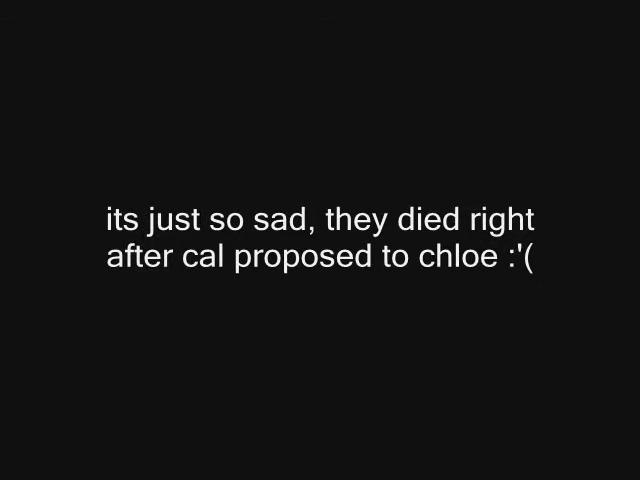 its just so sad, they died right
after cal proposed to chloe :'(